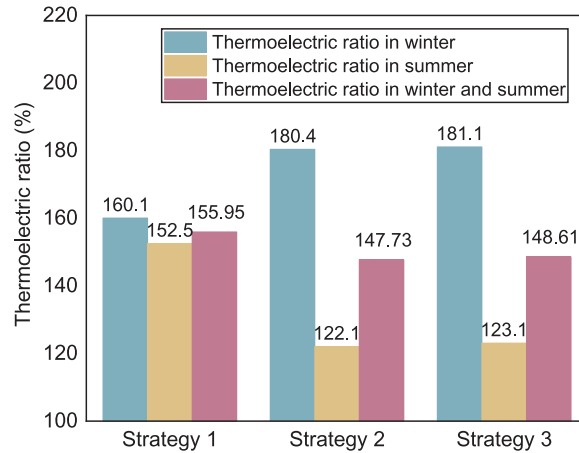 220
200
180
160
140
120
100
Thermoelectric ratio (%)
Thermoelectric ratio in winter
Thermoelectric ratio in summer
Thermoelectric ratio in winter and summer
160.1
152.5
155.95
180.4
122.1
147.73
181.1
123.1
148.61
Strategy 1
Strategy 2
Strategy 3